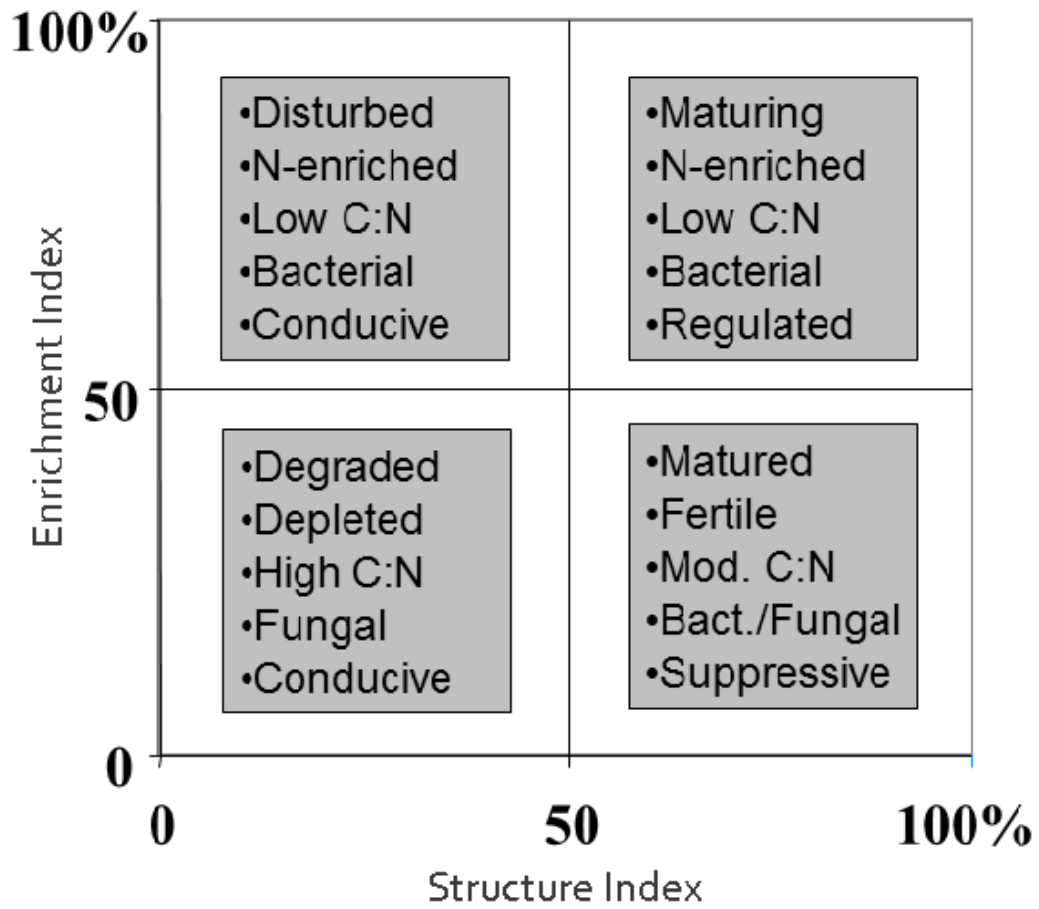 100%
•Disturbed
•N-enriched
•Low C:N
•Bacterial
•Conducive
•Maturing
•N-enriched
•Low C:N
•Bacterial
•Regulated
Enrichment Index
50
•Degraded
•Depleted
•High C:N
•Fungal
•Conducive
•Matured
•Fertile
•Mod. C:N
•Bact./Fungal
•Suppressive
0
0
50
100%
Structure Index